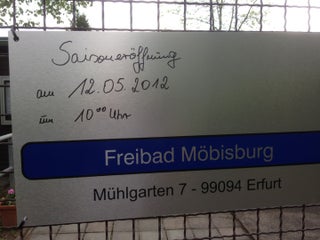 Saisoneröffnung
am 12.05.2012
um 10⁰⁰ Uhr
Freibad Möbisburg
Mühlgarten 7 - 99094 Erfurt